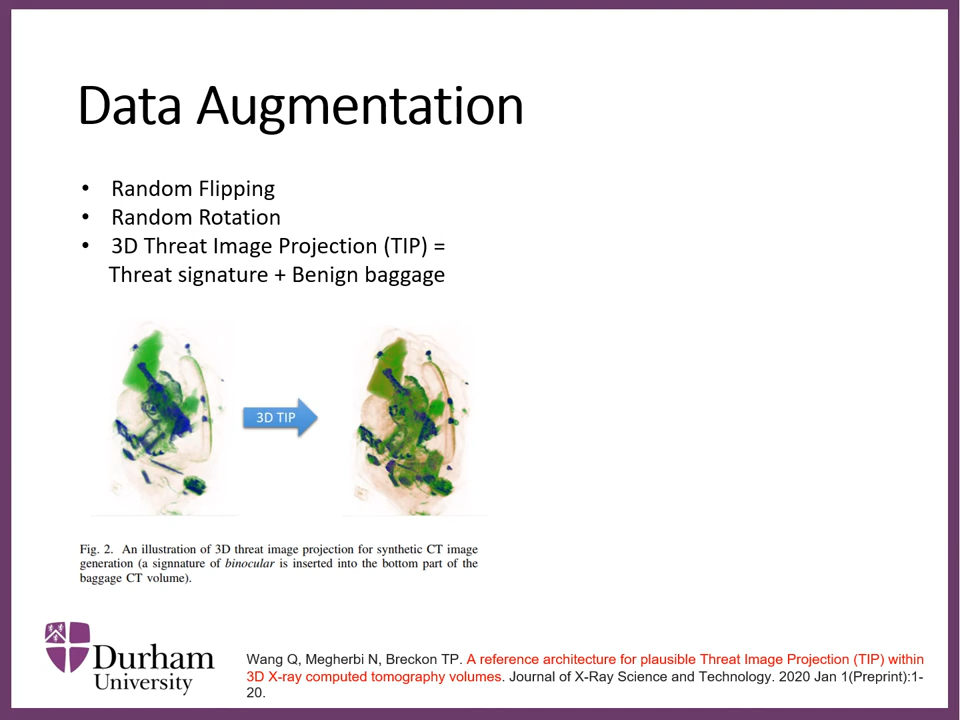 Data Augmentation
• Random Flipping
• Random Rotation
• 3D Threat Image Projection (TIP) =
Threat signature + Benign baggage
3D TIP
Fig. 2. An illustration of 3D threat image projection for synthetic CT image
generation (a signnature of binocular is inserted into the bottom part of the
baggage CT volume).
Durham
University
Wang Q, Megherbi N, Breckon TP. A reference architecture for plausible Threat Image Projection (TIP) within
3D X-ray computed tomography volumes. Journal of X-Ray Science and Technology. 2020 Jan 1(Preprint):1-
20.